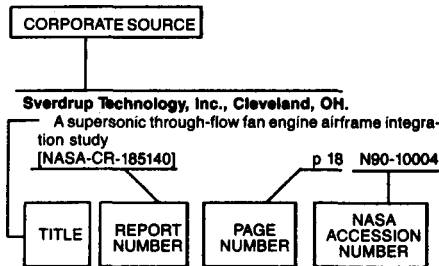 CORPORATE SOURCE
Sverdrup Technology, Inc., Cleveland, OH.
A supersonic through-flow fan engine airframe integra-
tion study
[NASA-CR-185140] p 18 N90-10004
TITLE
REPORT
NUMBER
PAGE
NUMBER
NASA
ACCESSION
NUMBER